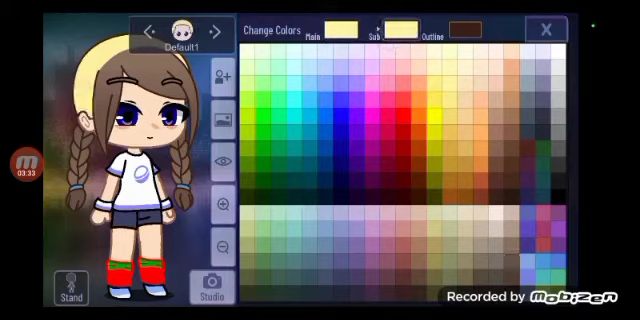 Default1
Change Colors
Main
Sub
Outline
X
03:33
Stand
Studio
Recorded by Mobizen